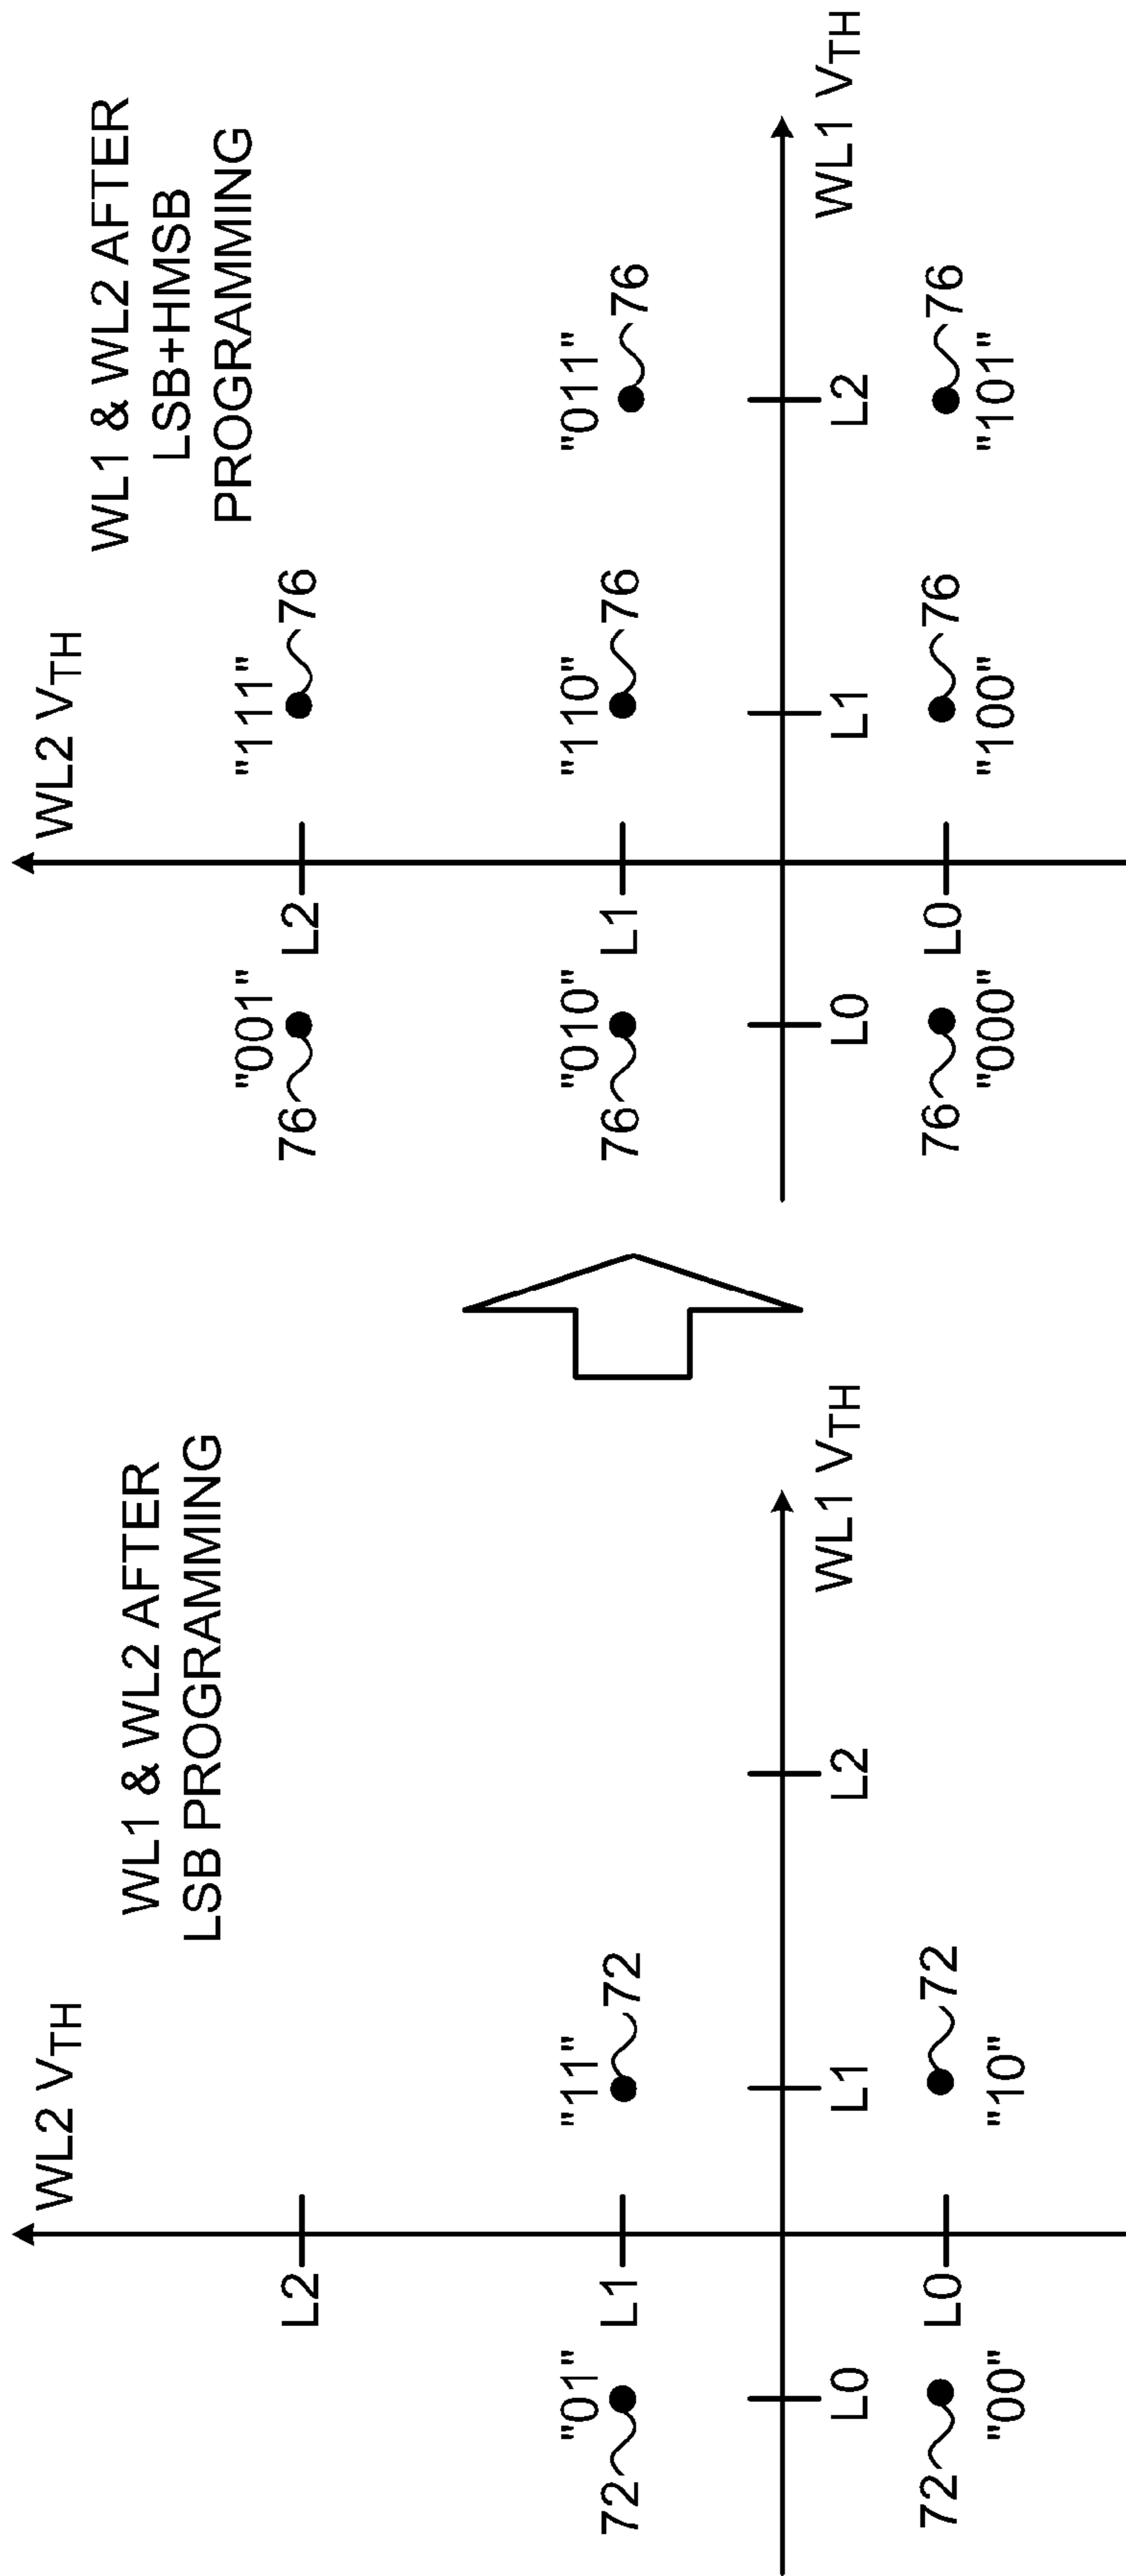 WL1 & WL2 AFTER
LSB PROGRAMMING
WL2 VTH
L2
"01"
72
L1
"11"
72
WL1 VTH
L0
L1
L2
72
"00"
L0
72
"10"
WL1 & WL2 AFTER
LSB+HMSB
PROGRAMMING
WL2 VTH
"001"
76
L2
"111"
76
"010"
76
L1
"110"
76
"011"
76
WL1 VTH
L0
L1
L2
76
"000"
L0
76
"100"
76
"101"